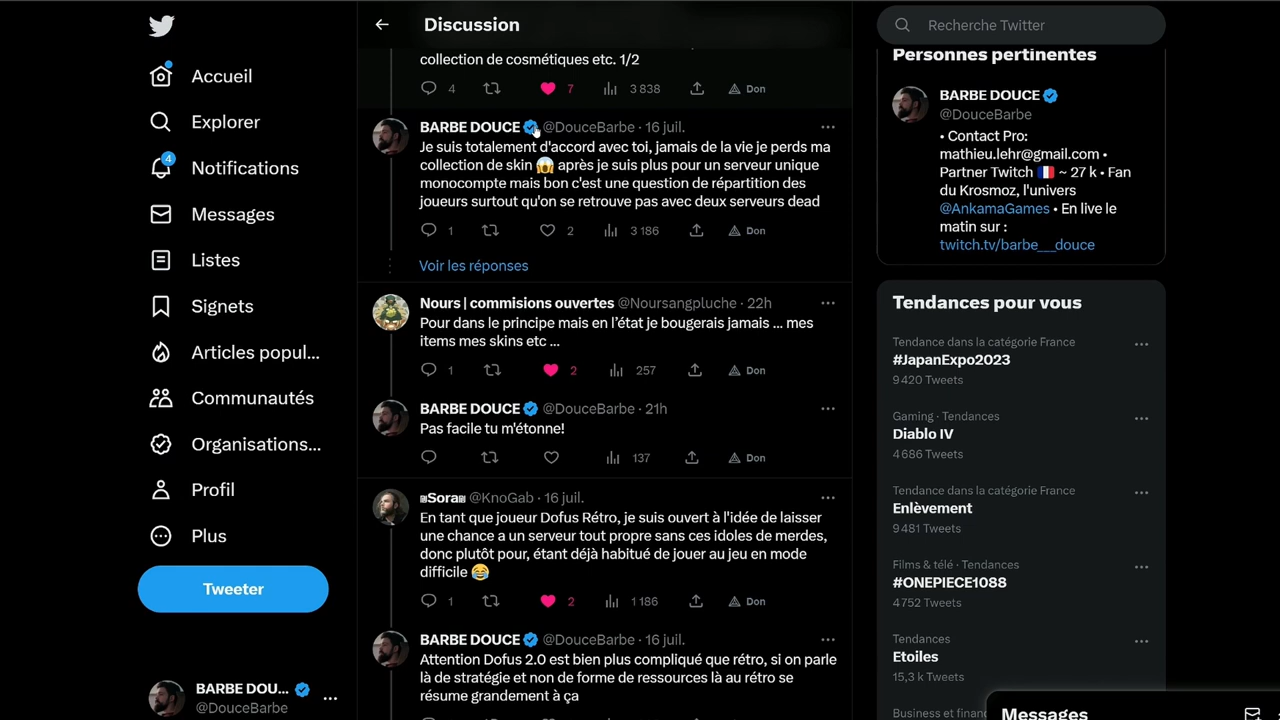 Accueil
Explorer
4
Notifications
Messages
Listes
Signets
Articles popul...
Communautés
Organisations...
Profil
Plus
Tweeter
BARBE DOU...
@DouceBarbe
Discussion
collection de cosmétiques etc. 1/2
4 7 3 838 Don
BARBE DOUCE @DouceBarbe · 16 juil.
Je suis totalement d'accord avec toi, jamais de la vie je perds ma
collection de skin 😱 après je suis plus pour un serveur unique
monocompte mais bon c'est une question de répartition des
joueurs surtout qu'on se retrouve pas avec deux serveurs dead
1 2 3 186 Don
Voir les réponses
Nours | commisions ouvertes @Noursangpluche · 22h
Pour dans le principe mais en l'état je bougerais jamais ... mes
items mes skins etc ...
1 2 257 Don
BARBE DOUCE @DouceBarbe · 21h
Pas facile tu m'étonne!
137 Don
Sora @KnoGab · 16 juil.
En tant que joueur Dofus Rétro, je suis ouvert à l'idée de laisser
une chance a un serveur tout propre sans ces idoles de merdes,
donc plutôt pour, étant déjà habitué de jouer au jeu en mode
difficile 😂
1 2 1 186 Don
BARBE DOUCE @DouceBarbe · 16 juil.
Attention Dofus 2.0 est bien plus compliqué que rétro, si on parle
là de stratégie et non de forme de ressources là au rétro se
résume grandement à ça
Recherche Twitter
Personnes pertinentes
BARBE DOUCE
@DouceBarbe
• Contact Pro:
mathieu.lehr@gmail.com •
Partner Twitch 🇫🇷 ~ 27 k • Fan
du Krosmoz, l'univers
@AnkamaGames • En live le
matin sur :
twitch.tv/barbe__douce
Tendances pour vous
Tendance dans la catégorie France
#JapanExpo2023
9 420 Tweets
Gaming · Tendances
Diablo IV
4 686 Tweets
Tendance dans la catégorie France
Enlèvement
9 481 Tweets
Films & télé · Tendances
#ONEPIECE1088
4 752 Tweets
Tendances
Etoiles
15,3 k Tweets
Business et financ
Messages